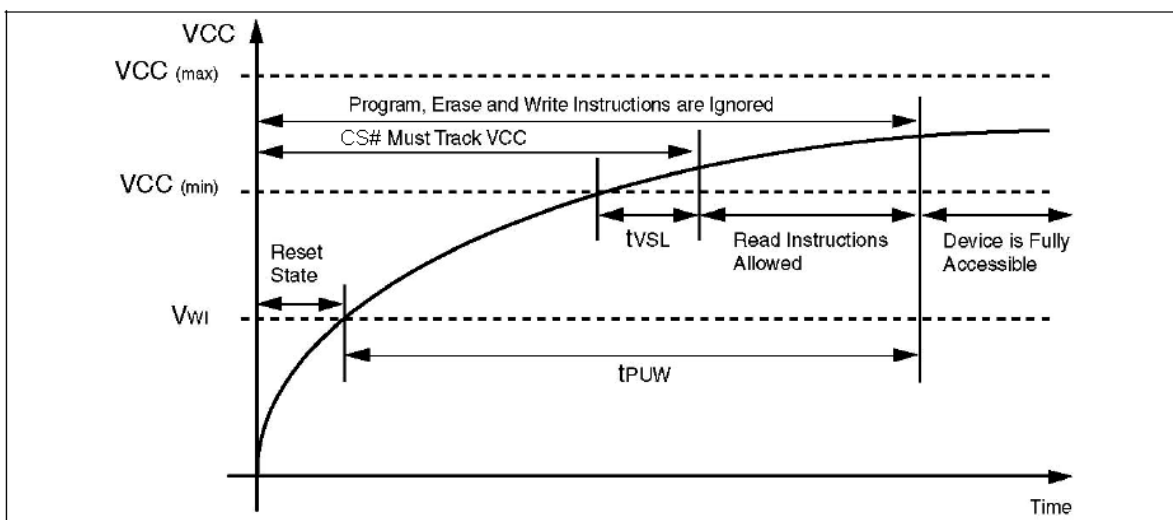 VCC
VCC (max)
Program, Erase and Write Instructions are Ignored
CS# Must Track VCC
VCC (min)
tVSL
Read Instructions
Allowed
Device is Fully
Accessible
Reset
State
VWI
tPUW
Time